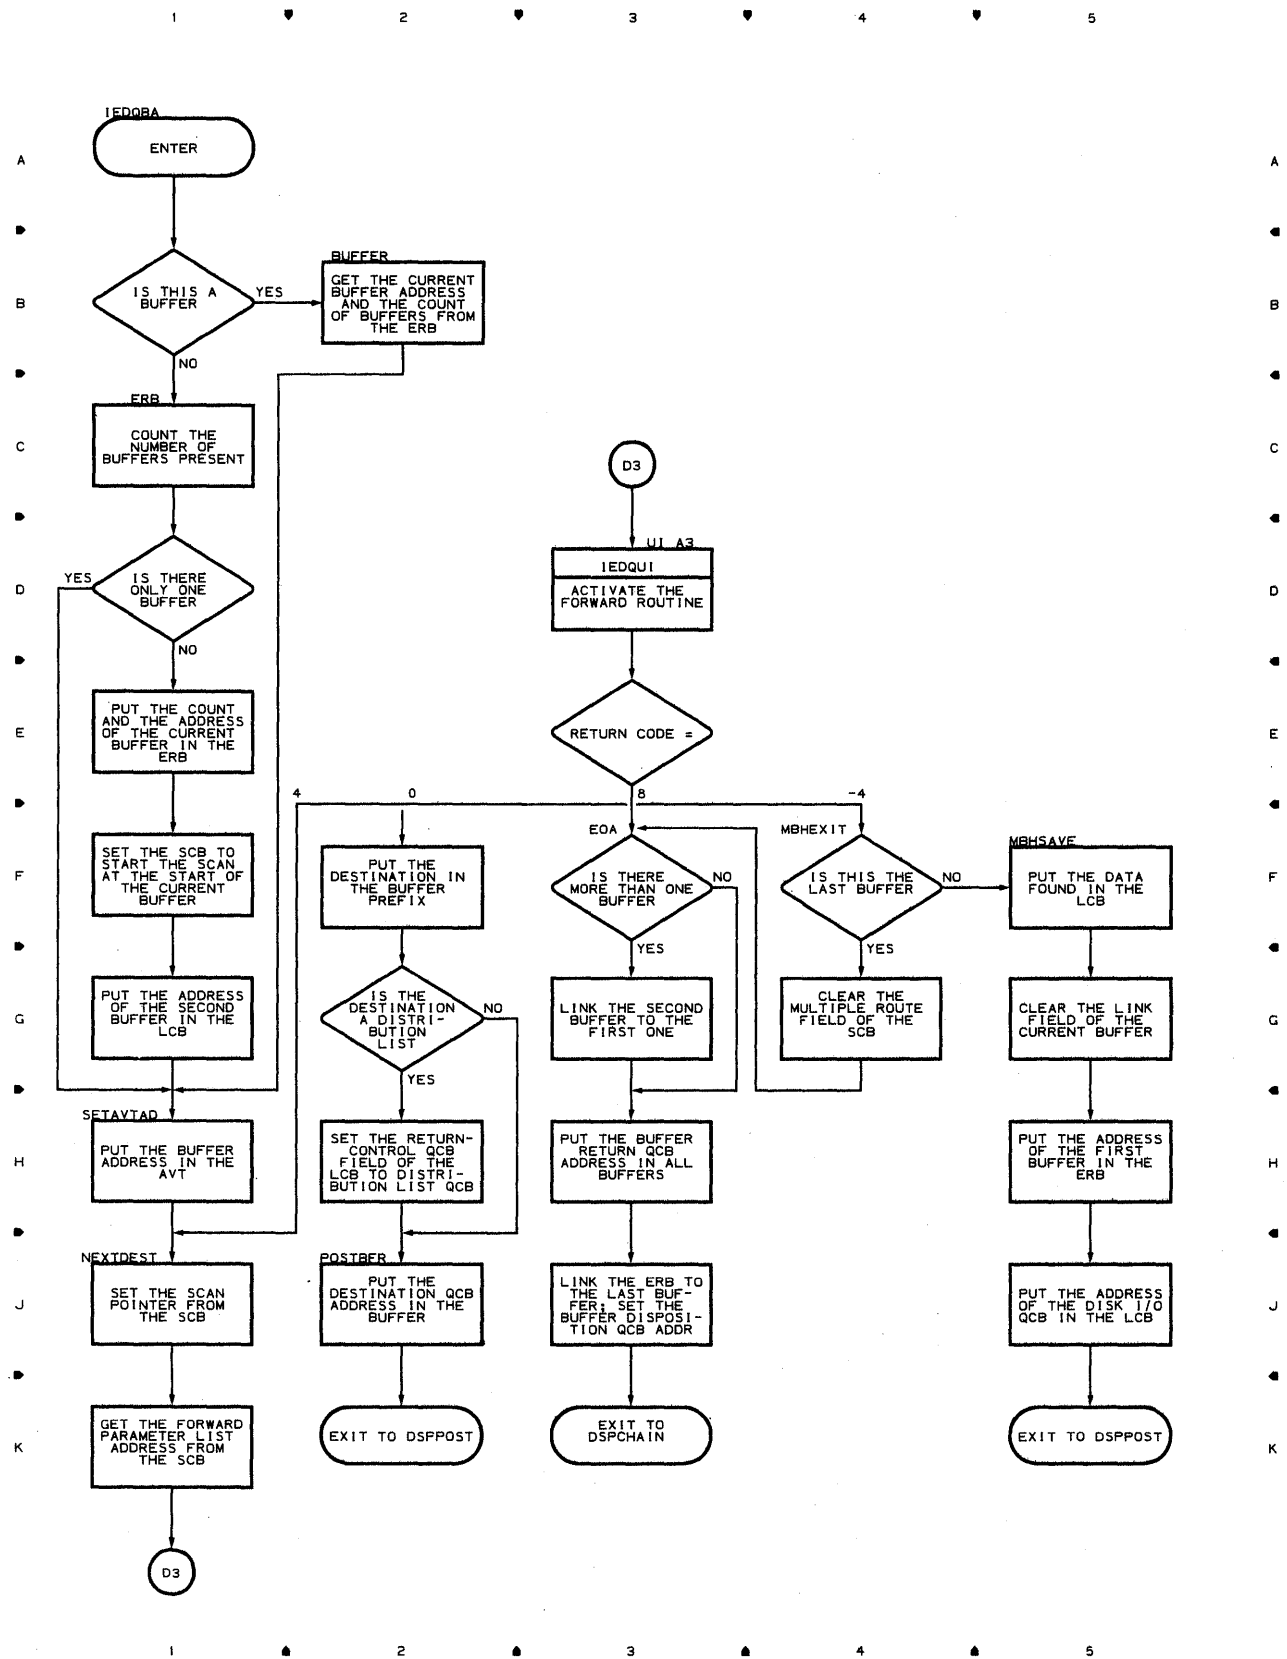 1 2 3 4 5
IEDQBA
ENTER
A A
BUFFER
IS THIS A
BUFFER
YES
NO
GET THE CURRENT
BUFFER ADDRESS
AND THE COUNT
OF BUFFERS FROM
THE ERB
B B
ERB
COUNT THE
NUMBER OF
BUFFERS PRESENT
C C
D3
IS THERE
ONLY ONE
BUFFER
YES
NO
UI A3
IEDQUI
ACTIVATE THE
FORWARD ROUTINE
D D
PUT THE COUNT
AND THE ADDRESS
OF THE CURRENT
BUFFER IN THE
ERB
RETURN CODE =
E E
4 0 8 -4
SET THE SCB TO
START THE SCAN
AT THE START OF
THE CURRENT
BUFFER
PUT THE
DESTINATION IN
THE BUFFER
PREFIX
EOA
IS THERE
MORE THAN ONE
BUFFER
NO
YES
MBHEXIT
IS THIS THE
LAST BUFFER
NO
YES
MBHSAVE
PUT THE DATA
FOUND IN THE
LCB
F F
PUT THE ADDRESS
OF THE SECOND
BUFFER IN THE
LCB
IS THE
DESTINATION
A DISTRI-
BUTION
LIST
NO
YES
LINK THE SECOND
BUFFER TO THE
FIRST ONE
CLEAR THE
MULTIPLE ROUTE
FIELD OF THE
SCB
CLEAR THE LINK
FIELD OF THE
CURRENT BUFFER
G G
SETAVTAD
PUT THE BUFFER
ADDRESS IN THE
AVT
SET THE RETURN-
CONTROL QCB
FIELD OF THE
LCB TO DISTRI-
BUTION LIST QCB
PUT THE BUFFER
RETURN QCB
ADDRESS IN ALL
BUFFERS
PUT THE ADDRESS
OF THE FIRST
BUFFER IN THE
ERB
H H
NEXTDEST
SET THE SCAN
POINTER FROM
THE SCB
POSTBFR
PUT THE
DESTINATION QCB
ADDRESS IN THE
BUFFER
LINK THE ERB TO
THE LAST BUF-
FER; SET THE
BUFFER DISPOSI-
TION QCB ADDR
PUT THE ADDRESS
OF THE DISK I/O
QCB IN THE LCB
J J
GET THE FORWARD
PARAMETER LIST
ADDRESS FROM
THE SCB
EXIT TO DSPPOST
EXIT TO
DSPCHAIN
EXIT TO DSPPOST
K K
D3
1 2 3 4 5